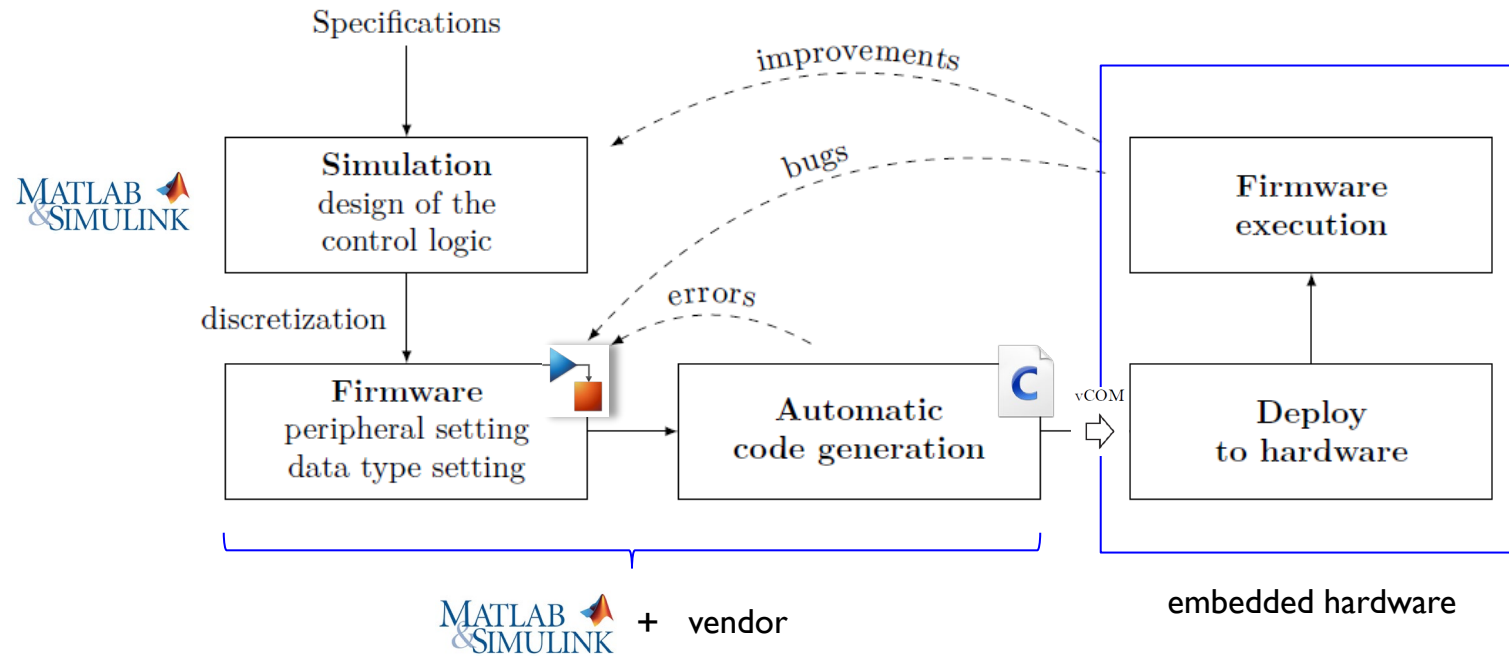 Specifications
improvements
Simulation
design of the
control logic
MATLAB
&SIMULINK
bugs
Firmware
execution
discretization
errors
Firmware
peripheral setting
data type setting
Automatic
code generation
C
vCOM
Deploy
to hardware
MATLAB
&SIMULINK
+ vendor
embedded hardware